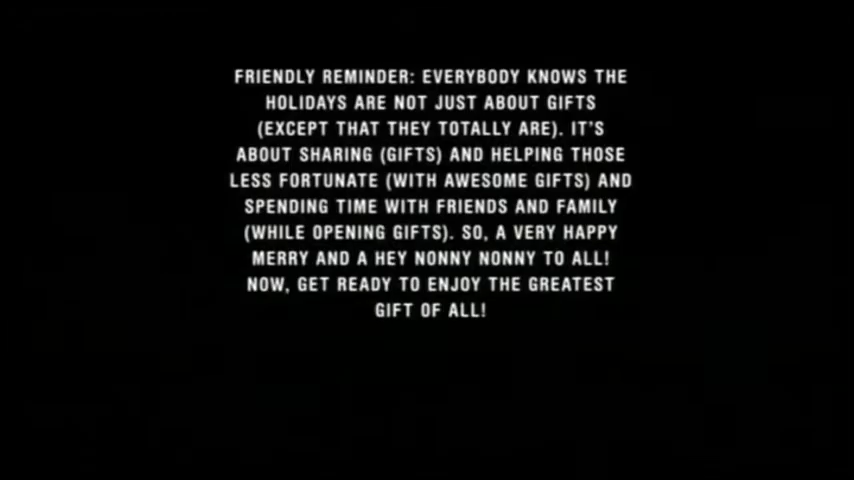 FRIENDLY REMINDER: EVERYBODY KNOWS THE
HOLIDAYS ARE NOT JUST ABOUT GIFTS
(EXCEPT THAT THEY TOTALLY ARE). IT'S
ABOUT SHARING (GIFTS) AND HELPING THOSE
LESS FORTUNATE (WITH AWESOME GIFTS) AND
SPENDING TIME WITH FRIENDS AND FAMILY
(WHILE OPENING GIFTS). SO, A VERY HAPPY
MERRY AND A HEY NONNY NONNY TO ALL!
NOW, GET READY TO ENJOY THE GREATEST
GIFT OF ALL!